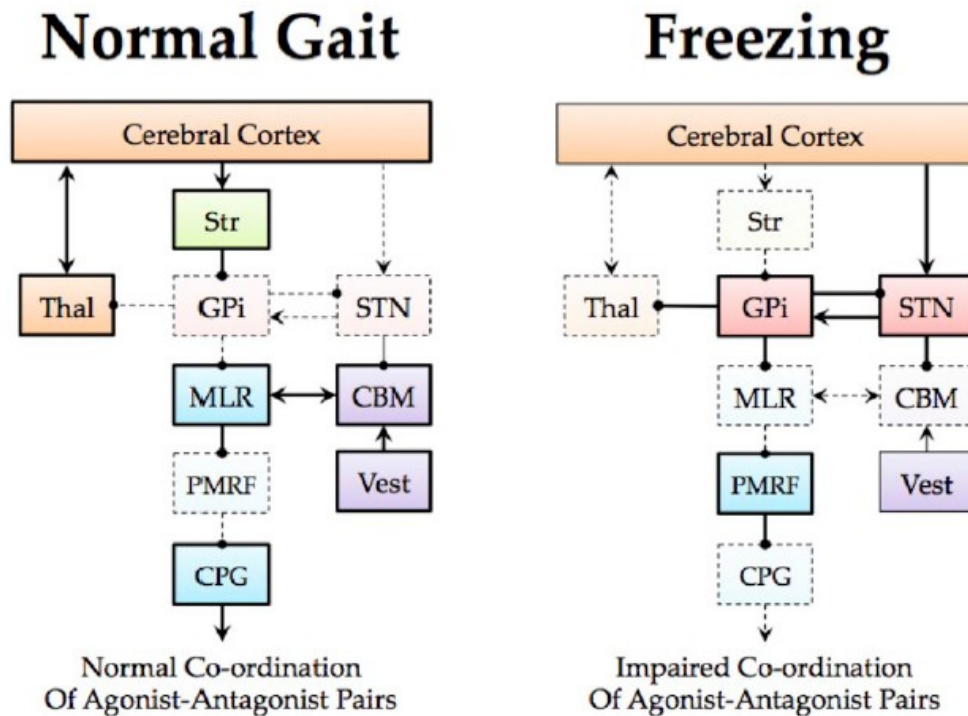 Normal Gait
Cerebral Cortex
Str
Thal
GPi
STN
MLR
CBM
PMRF
Vest
CPG
Normal Co-ordination
Of Agonist-Antagonist Pairs
Freezing
Cerebral Cortex
Str
Thal
GPi
STN
MLR
CBM
PMRF
Vest
CPG
Impaired Co-ordination
Of Agonist-Antagonist Pairs